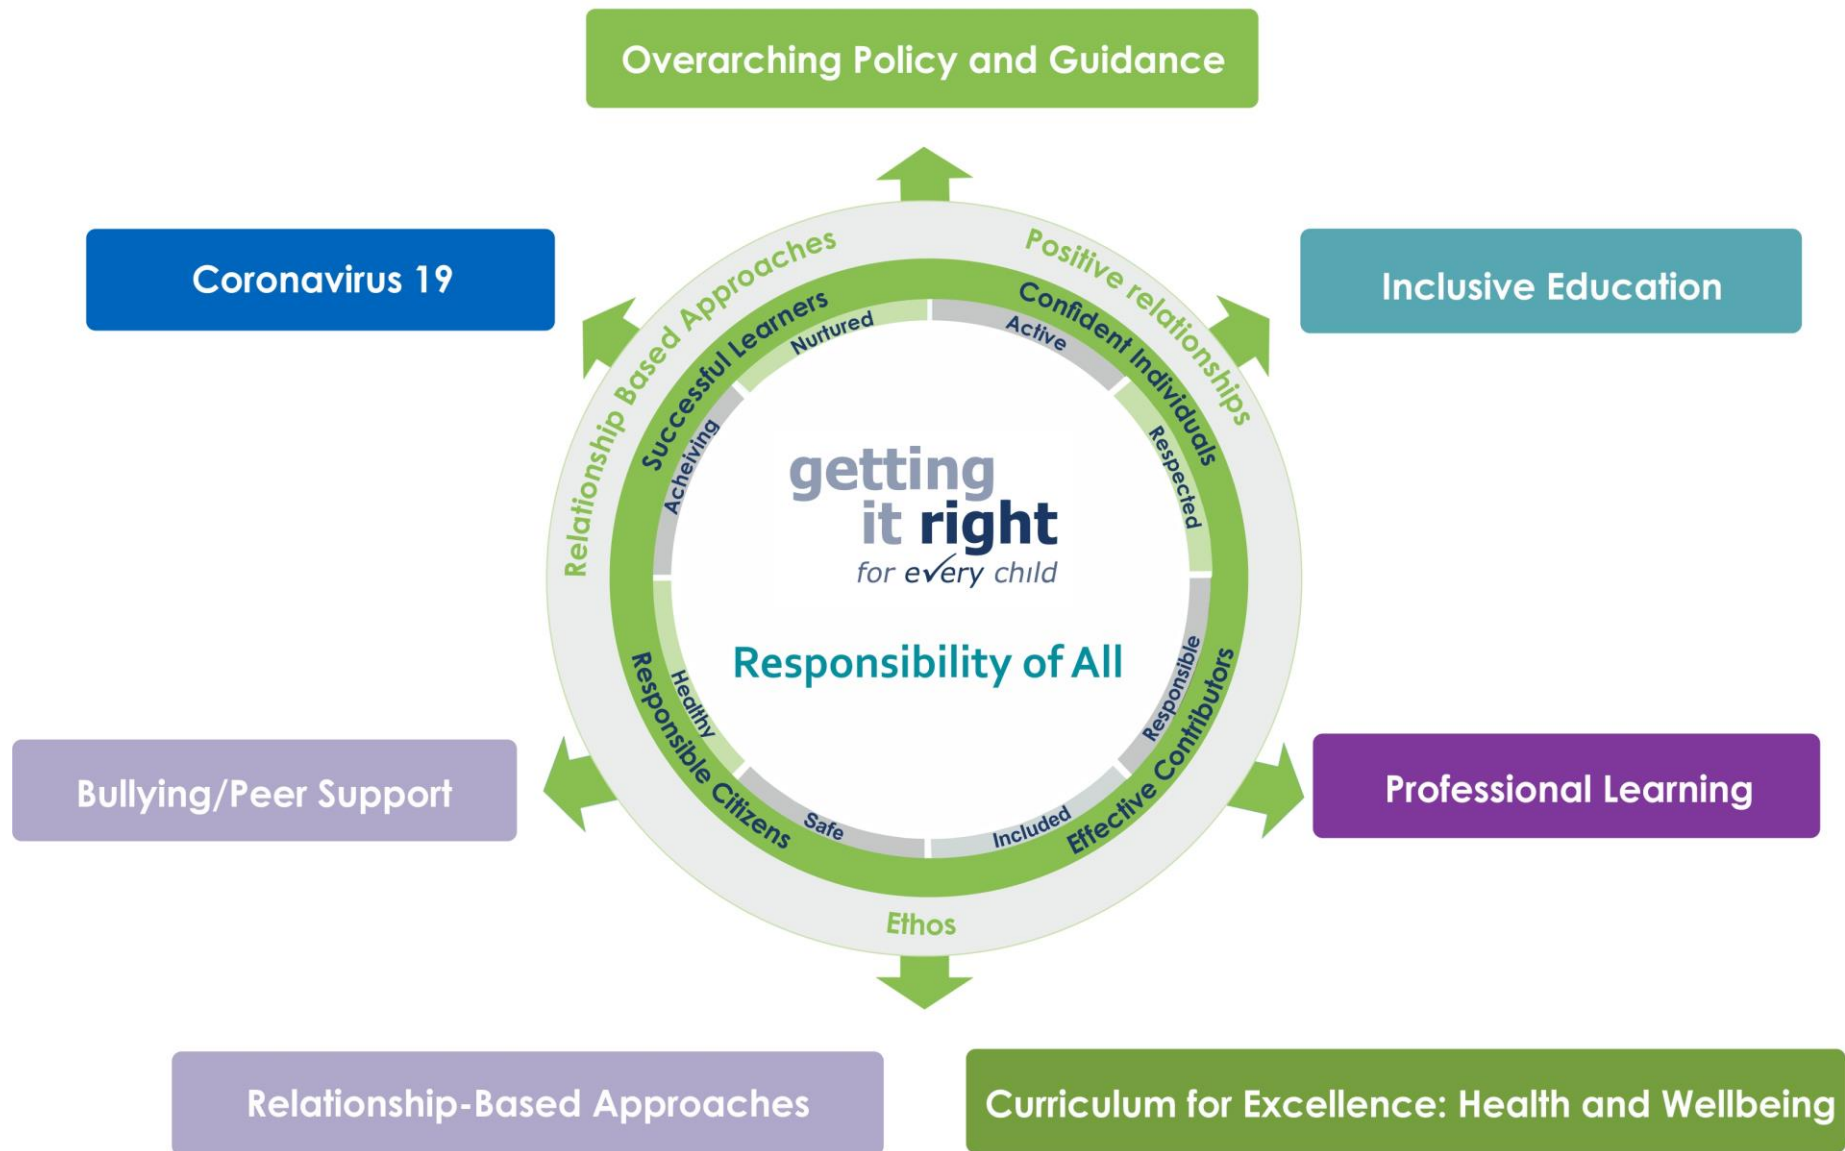 Overarching Policy and Guidance
Coronavirus 19
Inclusive Education
Relationship Based Approaches
Positive relationships
Successful Learners
Confident Individuals
Nurtured
Active
Acheiving
Respected
getting
it right
for every child
Responsibility of All
Healthy
Responsible
Responsible Citizens
Effective Contributors
Safe
Included
Ethos
Bullying/Peer Support
Professional Learning
Relationship-Based Approaches
Curriculum for Excellence: Health and Wellbeing